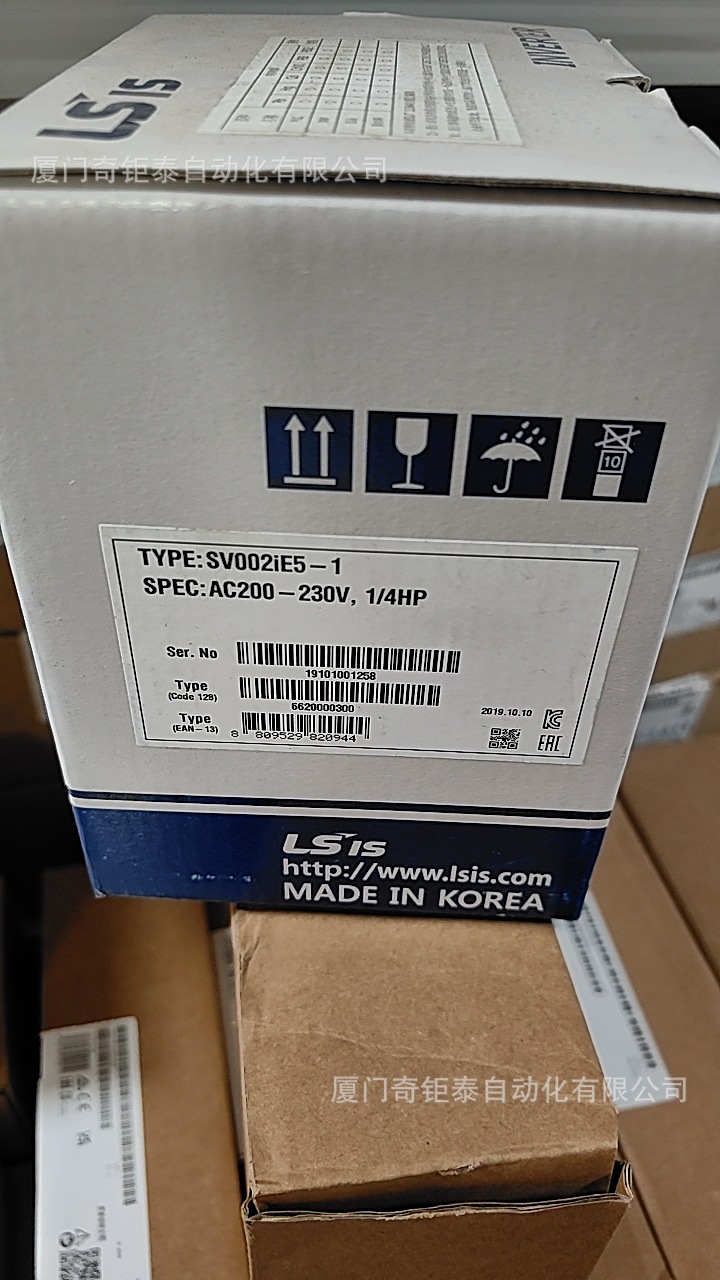 LSIS
INVERTER
厦门奇钜泰自动化有限公司
10
TYPE:SV002iE5-1
SPEC:AC200-230V, 1/4HP
Ser. No
19101001258
Type
(Code 128)
6620000300
Type
(EAN-13)
8 809529 820944
2019.10.10
EAC
LSIS
http://www.lsis.com
MADE IN KOREA
厦门奇钜泰自动化有限公司